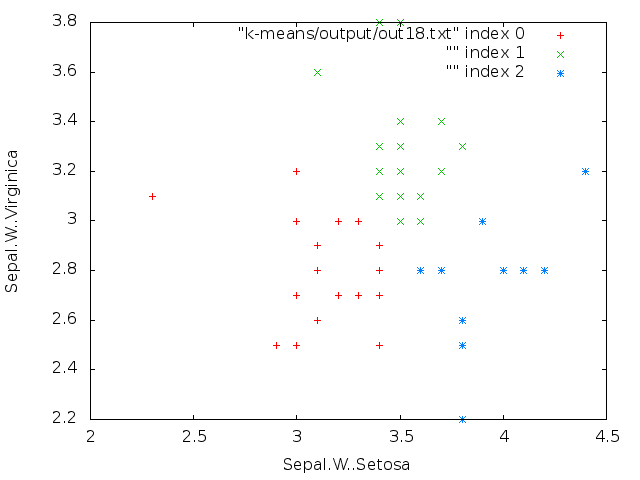 "k-means/output/out18.txt" index 0
"" index 1
"" index 2
3.8
3.6
3.4
3.2
3
2.8
2.6
2.4
2.2
2 2.5 3 3.5 4 4.5
Sepal.W..Virginica
Sepal.W..Setosa